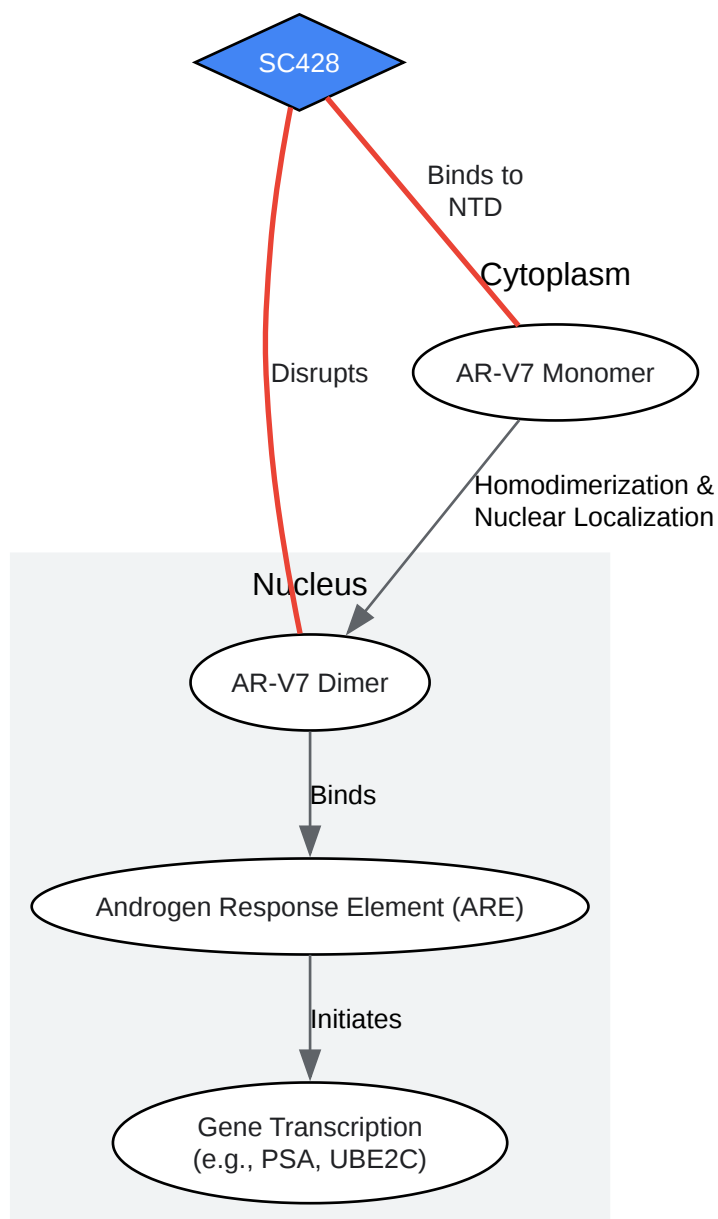 SC428
Binds to
NTD
Cytoplasm
Disrupts
AR-V7 Monomer
Homodimerization &
Nuclear Localization
Nucleus
AR-V7 Dimer
Binds
Androgen Response Element (ARE)
Initiates
Gene Transcription
(e.g., PSA, UBE2C)